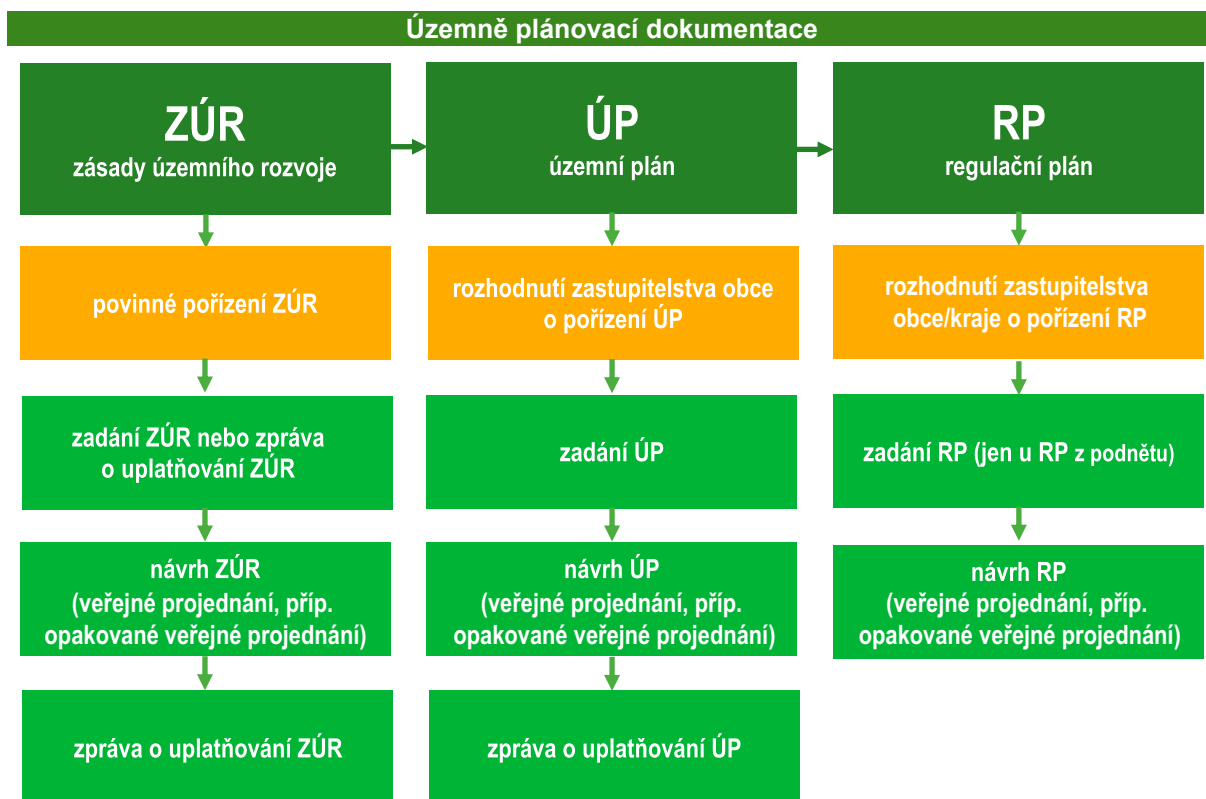 Územně plánovací dokumentace
ZÚR
zásady územního rozvoje
ÚP
územní plán
RP
regulační plán
povinné pořízení ZÚR
rozhodnutí zastupitelstva obce
o pořízení ÚP
rozhodnutí zastupitelstva
obce/kraje o pořízení RP
zadání ZÚR nebo zpráva
o uplatňování ZÚR
zadání ÚP
zadání RP (jen u RP z podnětu)
návrh ZÚR
(veřejné projednání, příp.
opakované veřejné projednání)
návrh ÚP
(veřejné projednání, příp.
opakované veřejné projednání)
návrh RP
(veřejné projednání, příp.
opakované veřejné projednání)
zpráva o uplatňování ZÚR
zpráva o uplatňování ÚP